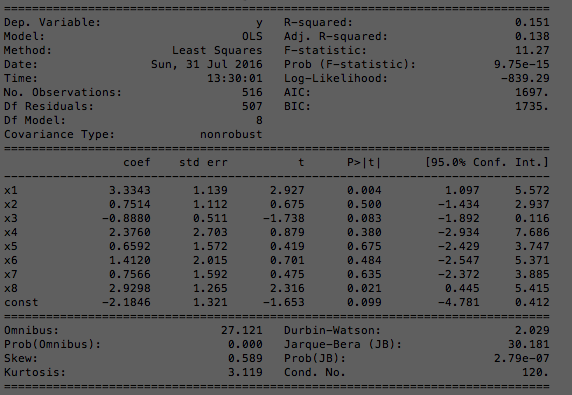 ==============================================================================
Dep. Variable:                      y   R-squared:                       0.151
Model:                            OLS   Adj. R-squared:                  0.138
Method:                 Least Squares   F-statistic:                     11.27
Date:                Sun, 31 Jul 2016   Prob (F-statistic):           9.75e-15
Time:                        13:30:01   Log-Likelihood:                -839.29
No. Observations:                 516   AIC:                             1697.
Df Residuals:                     507   BIC:                             1735.
Df Model:                           8
Covariance Type:            nonrobust
==============================================================================
                 coef    std err          t      P>|t|      [95.0% Conf. Int.]
------------------------------------------------------------------------------
x1             3.3343      1.139      2.927      0.004         1.097     5.572
x2             0.7514      1.112      0.675      0.500        -1.434     2.937
x3            -0.8880      0.511     -1.738      0.083        -1.892     0.116
x4             2.3760      2.703      0.879      0.380        -2.934     7.686
x5             0.6592      1.572      0.419      0.675        -2.429     3.747
x6             1.4120      2.015      0.701      0.484        -2.547     5.371
x7             0.7566      1.592      0.475      0.635        -2.372     3.885
x8             2.9298      1.265      2.316      0.021         0.445     5.415
const         -2.1846      1.321     -1.653      0.099        -4.781     0.412
==============================================================================
Omnibus:                       27.121   Durbin-Watson:                   2.029
Prob(Omnibus):                  0.000   Jarque-Bera (JB):               30.181
Skew:                           0.589   Prob(JB):                     2.79e-07
Kurtosis:                       3.119   Cond. No.                         120.
==============================================================================